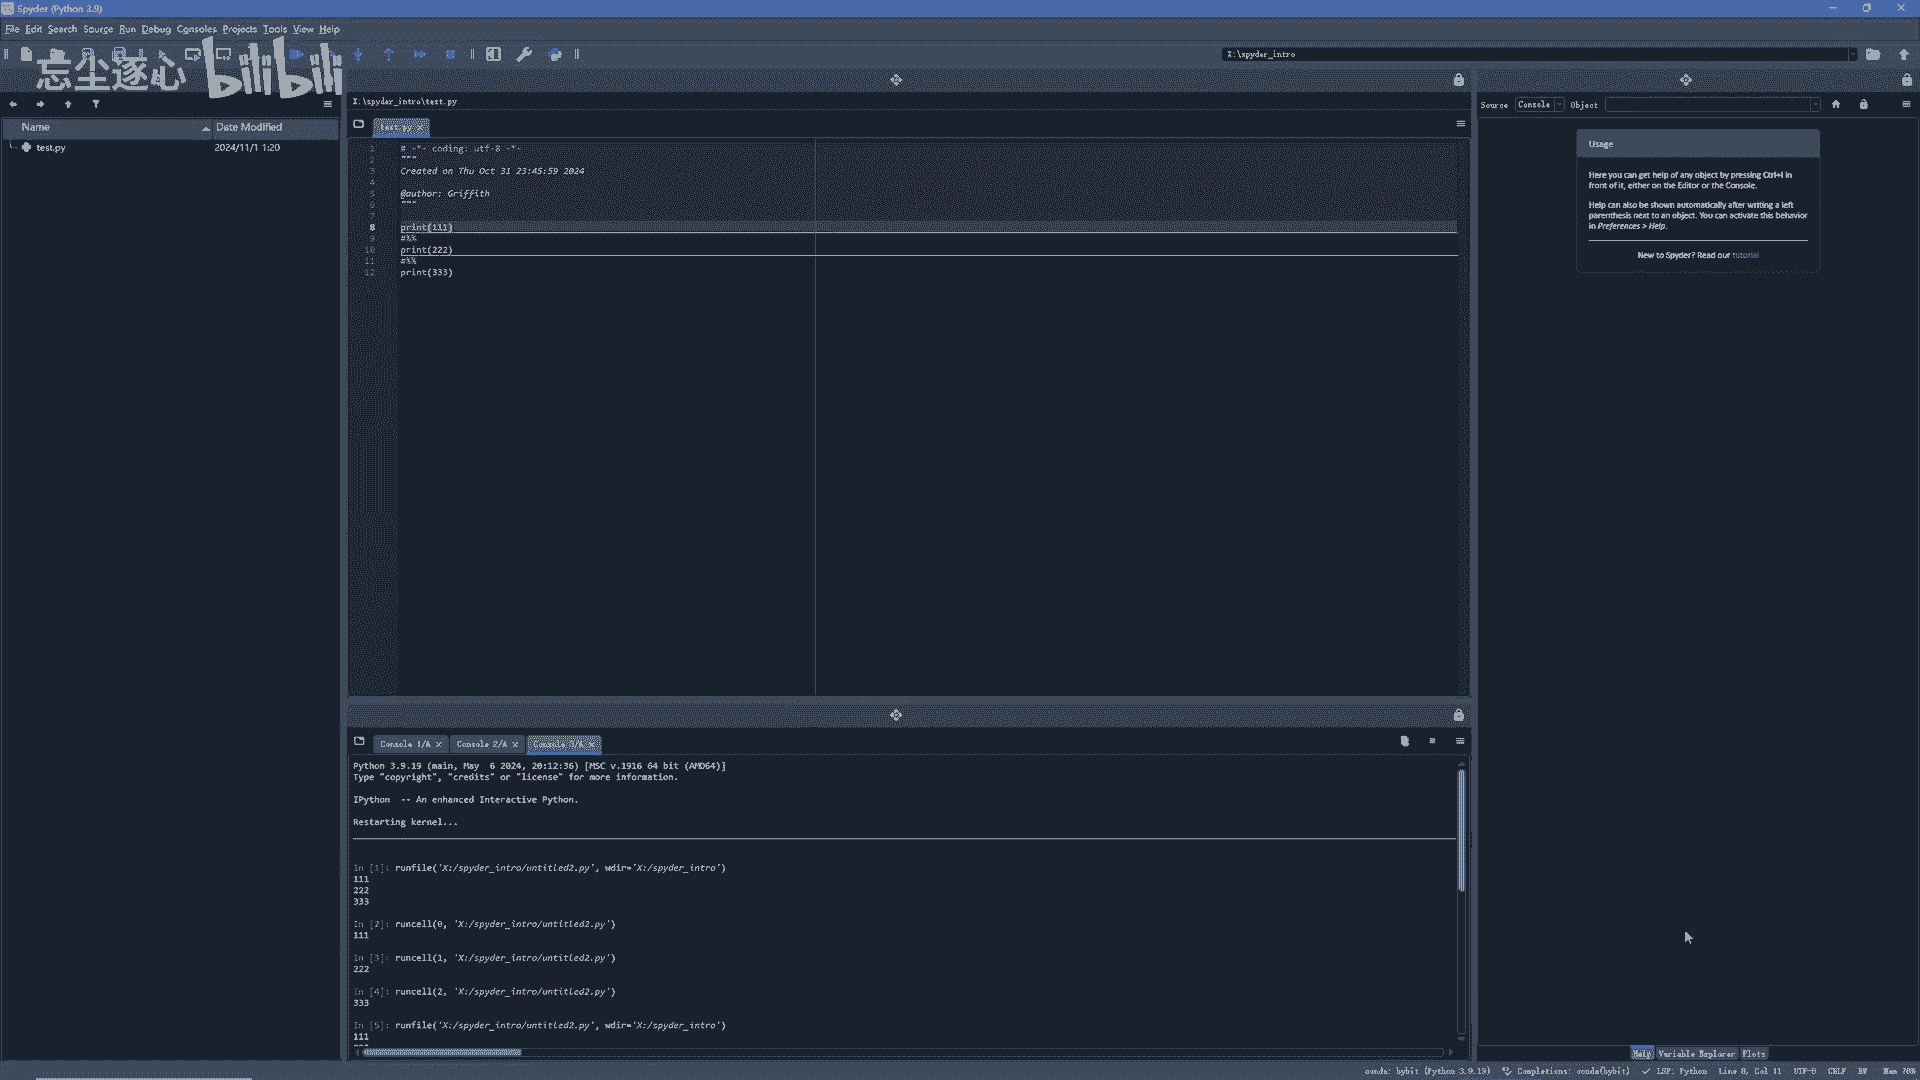 Spyder (Python 3.9)
File Edit Search Source Run Debug Consoles Projects Tools View Help
忘尘逐心 bilibili
X:\spyder_intro
X:\spyder_intro\test.py
Source Console Object
Name Date Modified
test.py 2024/11/1 1:20
test.py
1 # -*- coding: utf-8 -*-
2 """
3 Created on Thu Oct 31 23:45:59 2024
4
5 @author: Griffith
6 """
7
8 print(111)
9 #%%
10 print(222)
11 #%%
12 print(333)
Usage
Here you can get help of any object by pressing Ctrl+I in
front of it, either on the Editor or the Console.
Help can also be shown automatically after writing a left
parenthesis next to an object. You can activate this behavior
in Preferences > Help.
New to Spyder? Read our tutorial
Console 1/A Console 2/A Console 3/A
Python 3.9.19 (main, May  6 2024, 20:12:36) [MSC v.1916 64 bit (AMD64)]
Type "copyright", "credits" or "license" for more information.
IPython  -- An enhanced Interactive Python.
Restarting kernel...
In [1]: runfile('X:/spyder_intro/untitled2.py', wdir='X:/spyder_intro')
111
222
333
In [2]: runcell(0, 'X:/spyder_intro/untitled2.py')
111
In [3]: runcell(1, 'X:/spyder_intro/untitled2.py')
222
In [4]: runcell(2, 'X:/spyder_intro/untitled2.py')
333
In [5]: runfile('X:/spyder_intro/untitled2.py', wdir='X:/spyder_intro')
111
Help Variable Explorer Plots
conda: bybit (Python 3.9.19) Completions: conda(bybit) LSP: Python Line 8, Col 11 UTF-8 CRLF RW Mem 76%